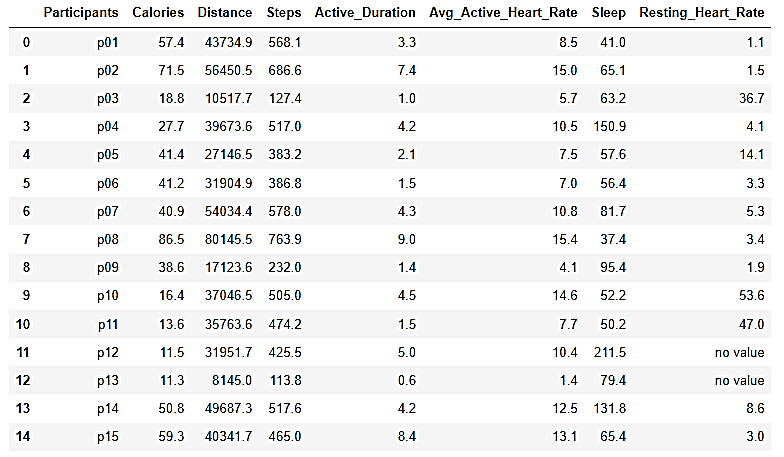 Participants Calories Distance Steps Active_Duration Avg_Active_Heart_Rate Sleep Resting_Heart_Rate
0 p01 57.4 43734.9 568.1 3.3 8.5 41.0 1.1
1 p02 71.5 56450.5 686.6 7.4 15.0 65.1 1.5
2 p03 18.8 10517.7 127.4 1.0 5.7 63.2 36.7
3 p04 27.7 39673.6 517.0 4.2 10.5 150.9 4.1
4 p05 41.4 27146.5 383.2 2.1 7.5 57.6 14.1
5 p06 41.2 31904.9 386.8 1.5 7.0 56.4 3.3
6 p07 40.9 54034.4 578.0 4.3 10.8 81.7 5.3
7 p08 86.5 80145.5 763.9 9.0 15.4 37.4 3.4
8 p09 38.6 17123.6 232.0 1.4 4.1 95.4 1.9
9 p10 16.4 37046.5 505.0 4.5 14.6 52.2 53.6
10 p11 13.6 35763.6 474.2 1.5 7.7 50.2 47.0
11 p12 11.5 31951.7 425.5 5.0 10.4 211.5 no value
12 p13 11.3 8145.0 113.8 0.6 1.4 79.4 no value
13 p14 50.8 49687.3 517.6 4.2 12.5 131.8 8.6
14 p15 59.3 40341.7 465.0 8.4 13.1 65.4 3.0